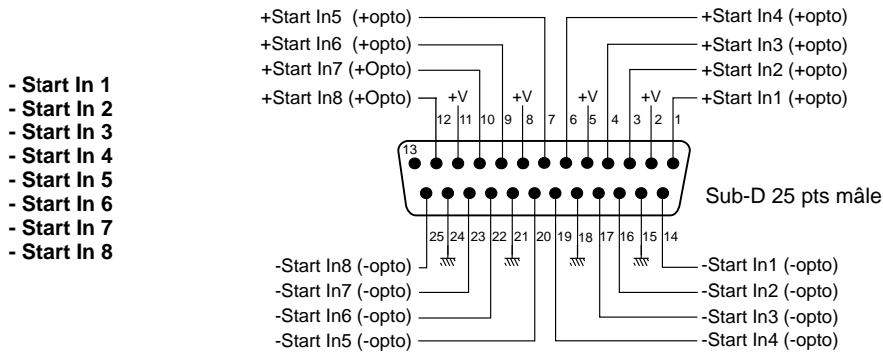 - Start In 1
- Start In 2
- Start In 3
- Start In 4
- Start In 5
- Start In 6
- Start In 7
- Start In 8
+Start In5 (+opto)
+Start In6 (+opto)
+Start In7 (+Opto)
+Start In8 (+Opto)
+Start In4 (+opto)
+Start In3 (+opto)
+Start In2 (+opto)
+Start In1 (+opto)
+V +V +V +V
12 11 10 9 8 7 6 5 4 3 2 1
13
Sub-D 25 pts mâle
25 24 23 22 21 20 19 18 17 16 15 14
-Start In8 (-opto)
-Start In7 (-opto)
-Start In6 (-opto)
-Start In5 (-opto)
-Start In1 (-opto)
-Start In2 (-opto)
-Start In3 (-opto)
-Start In4 (-opto)